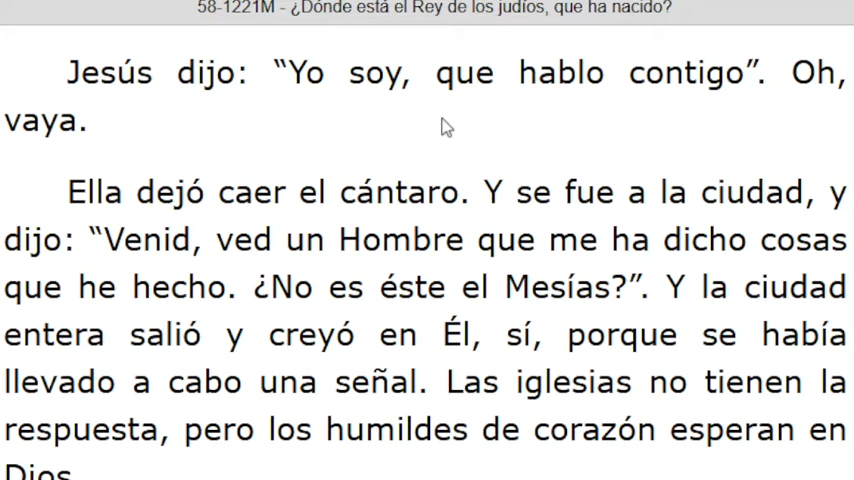 58-1221M - ¿Dónde está el Rey de los judíos, que ha nacido?
Jesús dijo: “Yo soy, que hablo contigo”. Oh,
vaya.
Ella dejó caer el cántaro. Y se fue a la ciudad, y
dijo: “Venid, ved un Hombre que me ha dicho cosas
que he hecho. ¿No es éste el Mesías?”. Y la ciudad
entera salió y creyó en Él, sí, porque se había
llevado a cabo una señal. Las iglesias no tienen la
respuesta, pero los humildes de corazón esperan en
Dios.